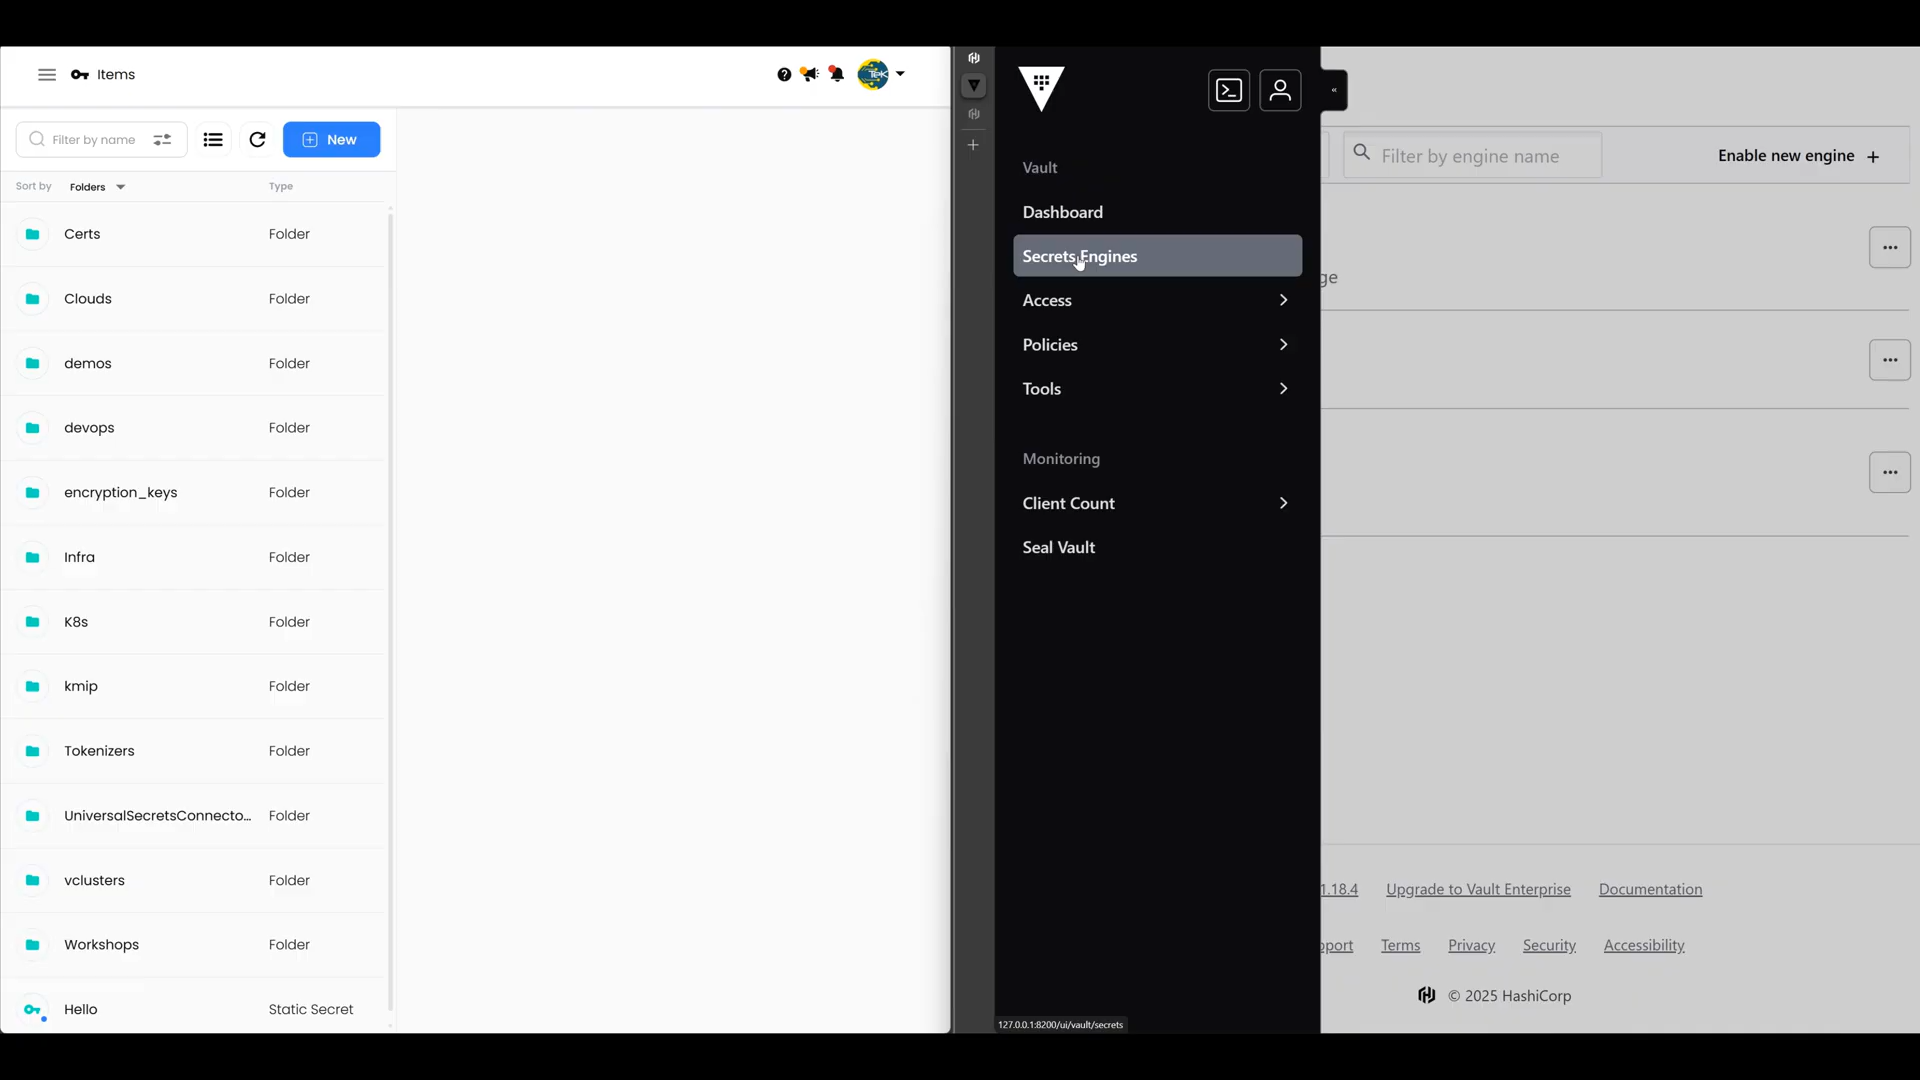 Items
TeK
Filter by name
New
Sort by Folders Type
Certs Folder
Clouds Folder
demos Folder
devops Folder
encryption_keys Folder
Infra Folder
K8s Folder
kmip Folder
Tokenizers Folder
UniversalSecretsConnecto... Folder
vclusters Folder
Workshops Folder
Hello Static Secret
Vault
Dashboard
Secrets Engines
Access
Policies
Tools
Monitoring
Client Count
Seal Vault
127.0.0.1:8200/ui/vault/secrets
Filter by engine name
Enable new engine +
ge
1.18.4 Upgrade to Vault Enterprise Documentation
pport Terms Privacy Security Accessibility
© 2025 HashiCorp